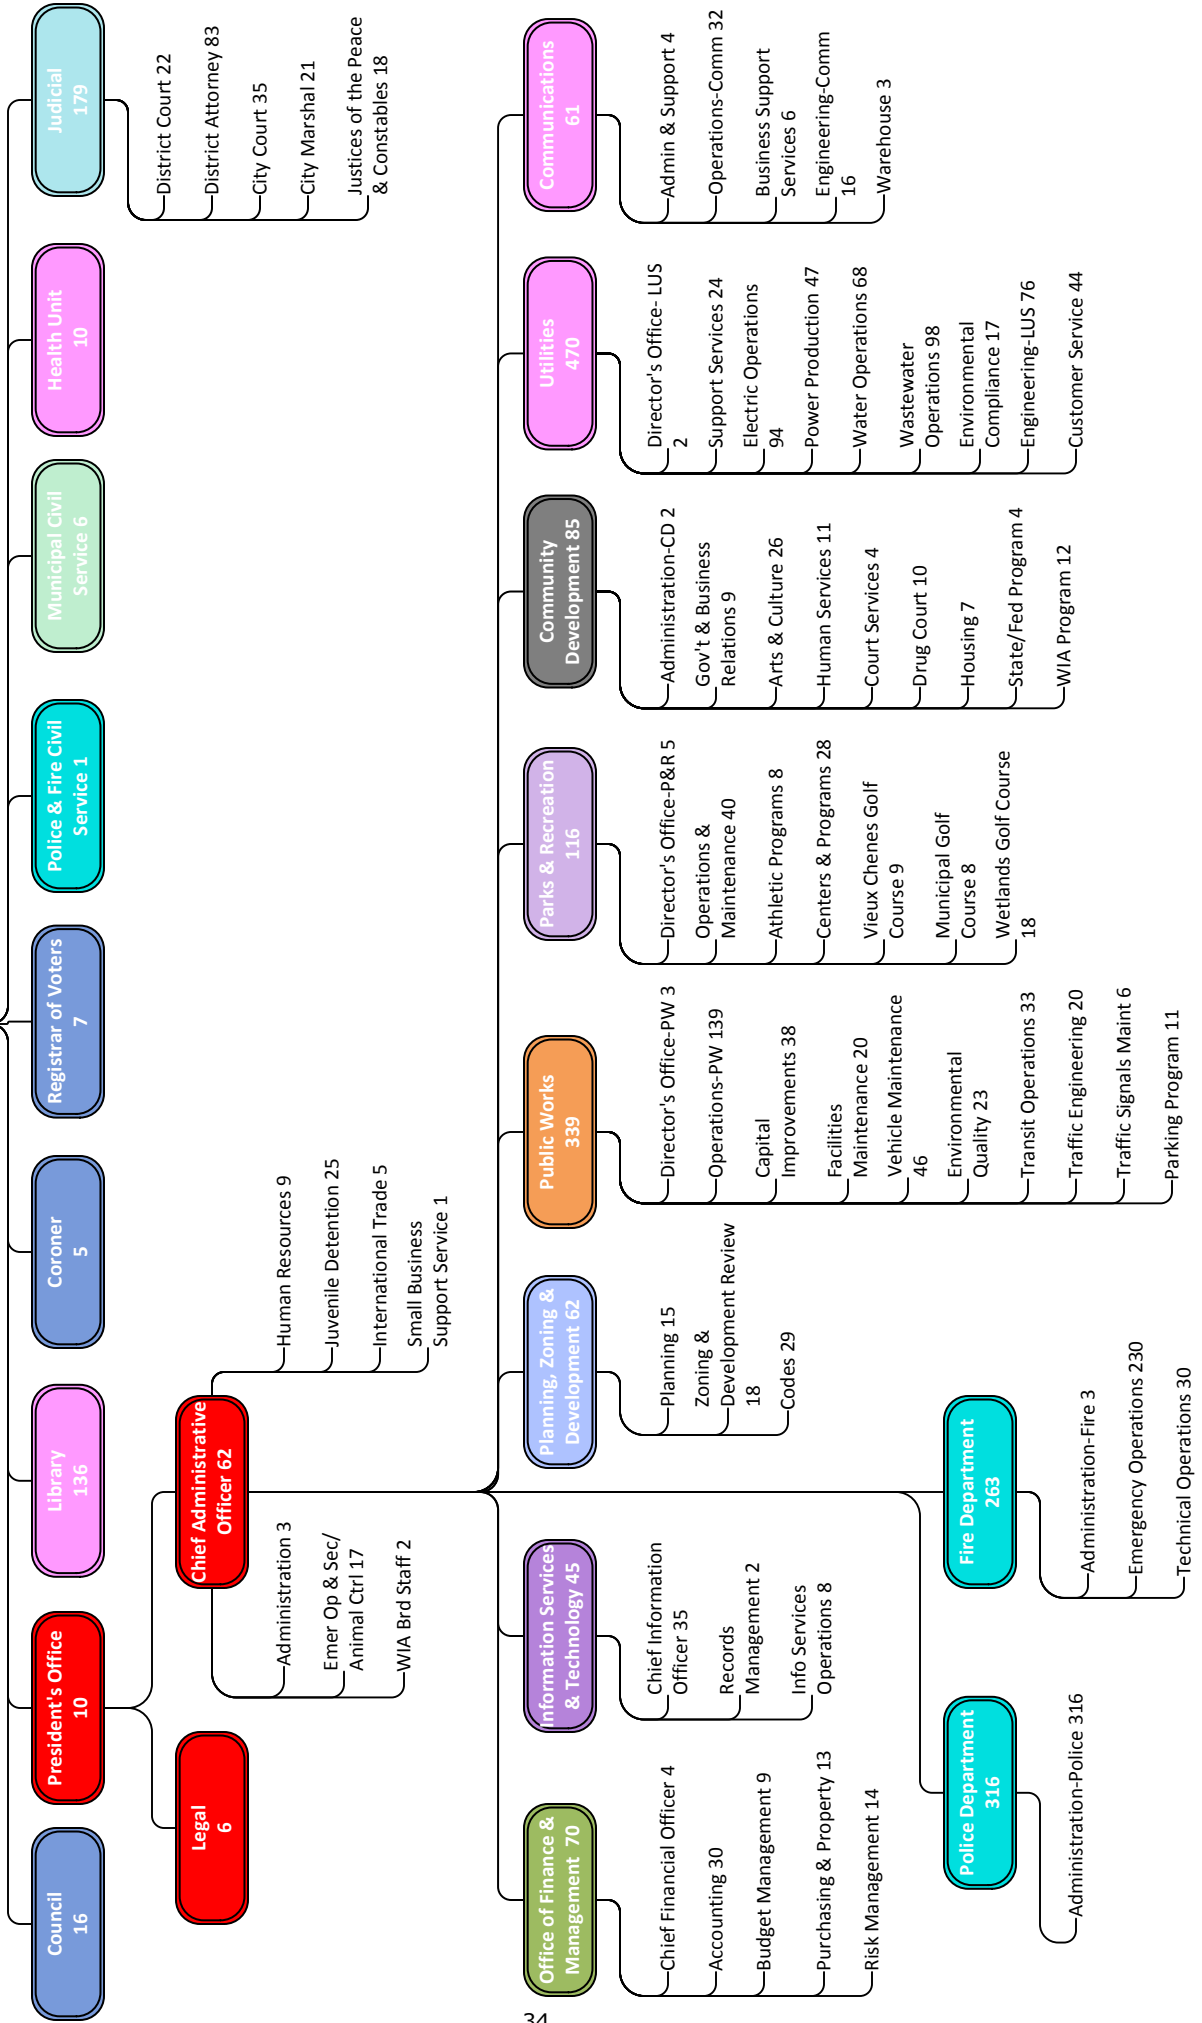 Council
16
President's Office
10
Library
136
Coroner
5
Registrar of Voters
7
Police & Fire Civil
Service 1
Municipal Civil
Service 6
Health Unit
10
Judicial
179
District Court 22
District Attorney 83
City Court 35
City Marshal 21
Justices of the Peace
& Constables 18
Legal
6
Chief Administrative
Officer 62
Administration 3
Emer Op & Sec/
Animal Ctrl 17
WIA Brd Staff 2
Human Resources 9
Juvenile Detention 25
International Trade 5
Small Business
Support Service 1
Office of Finance &
Management 70
Chief Financial Officer 4
Accounting 30
Budget Management 9
Purchasing & Property 13
Risk Management 14
Information Services
& Technology 45
Chief Information
Officer 35
Records
Management 2
Info Services
Operations 8
Planning, Zoning &
Development 62
Planning 15
Zoning &
Development Review
18
Codes 29
Public Works
339
Director's Office-PW 3
Operations-PW 139
Capital
Improvements 38
Facilities
Maintenance 20
Vehicle Maintenance
46
Environmental
Quality 23
Transit Operations 33
Traffic Engineering 20
Traffic Signals Maint 6
Parking Program 11
Parks & Recreation
116
Director's Office-P&R 5
Operations &
Maintenance 40
Athletic Programs 8
Centers & Programs 28
Vieux Chenes Golf
Course 9
Municipal Golf
Course 8
Wetlands Golf Course
18
Community
Development 85
Administration-CD 2
Gov't & Business
Relations 9
Arts & Culture 26
Human Services 11
Court Services 4
Drug Court 10
Housing 7
State/Fed Program 4
WIA Program 12
Utilities
470
Director's Office- LUS
2
Support Services 24
Electric Operations
94
Power Production 47
Water Operations 68
Wastewater
Operations 98
Environmental
Compliance 17
Engineering-LUS 76
Customer Service 44
Communications
61
Admin & Support 4
Operations-Comm 32
Business Support
Services 6
Engineering-Comm
16
Warehouse 3
Police Department
316
Administration-Police 316
Fire Department
263
Administration-Fire 3
Emergency Operations 230
Technical Operations 30
34